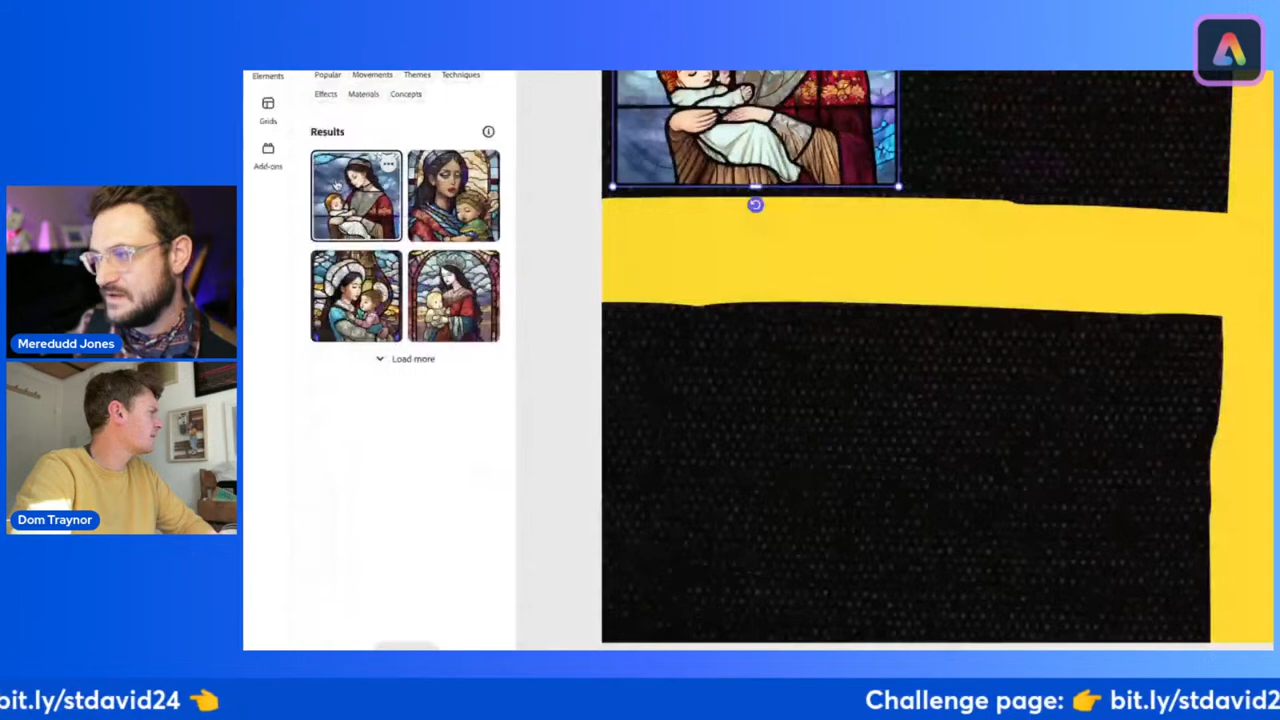 Elements
Popular Movements Themes Techniques
Effects Materials Concepts
Grids
Add-ons
Results
Load more
Meredudd Jones
Dom Traynor
bit.ly/stdavid24 👈
Challenge page: 👉 bit.ly/stdavid2